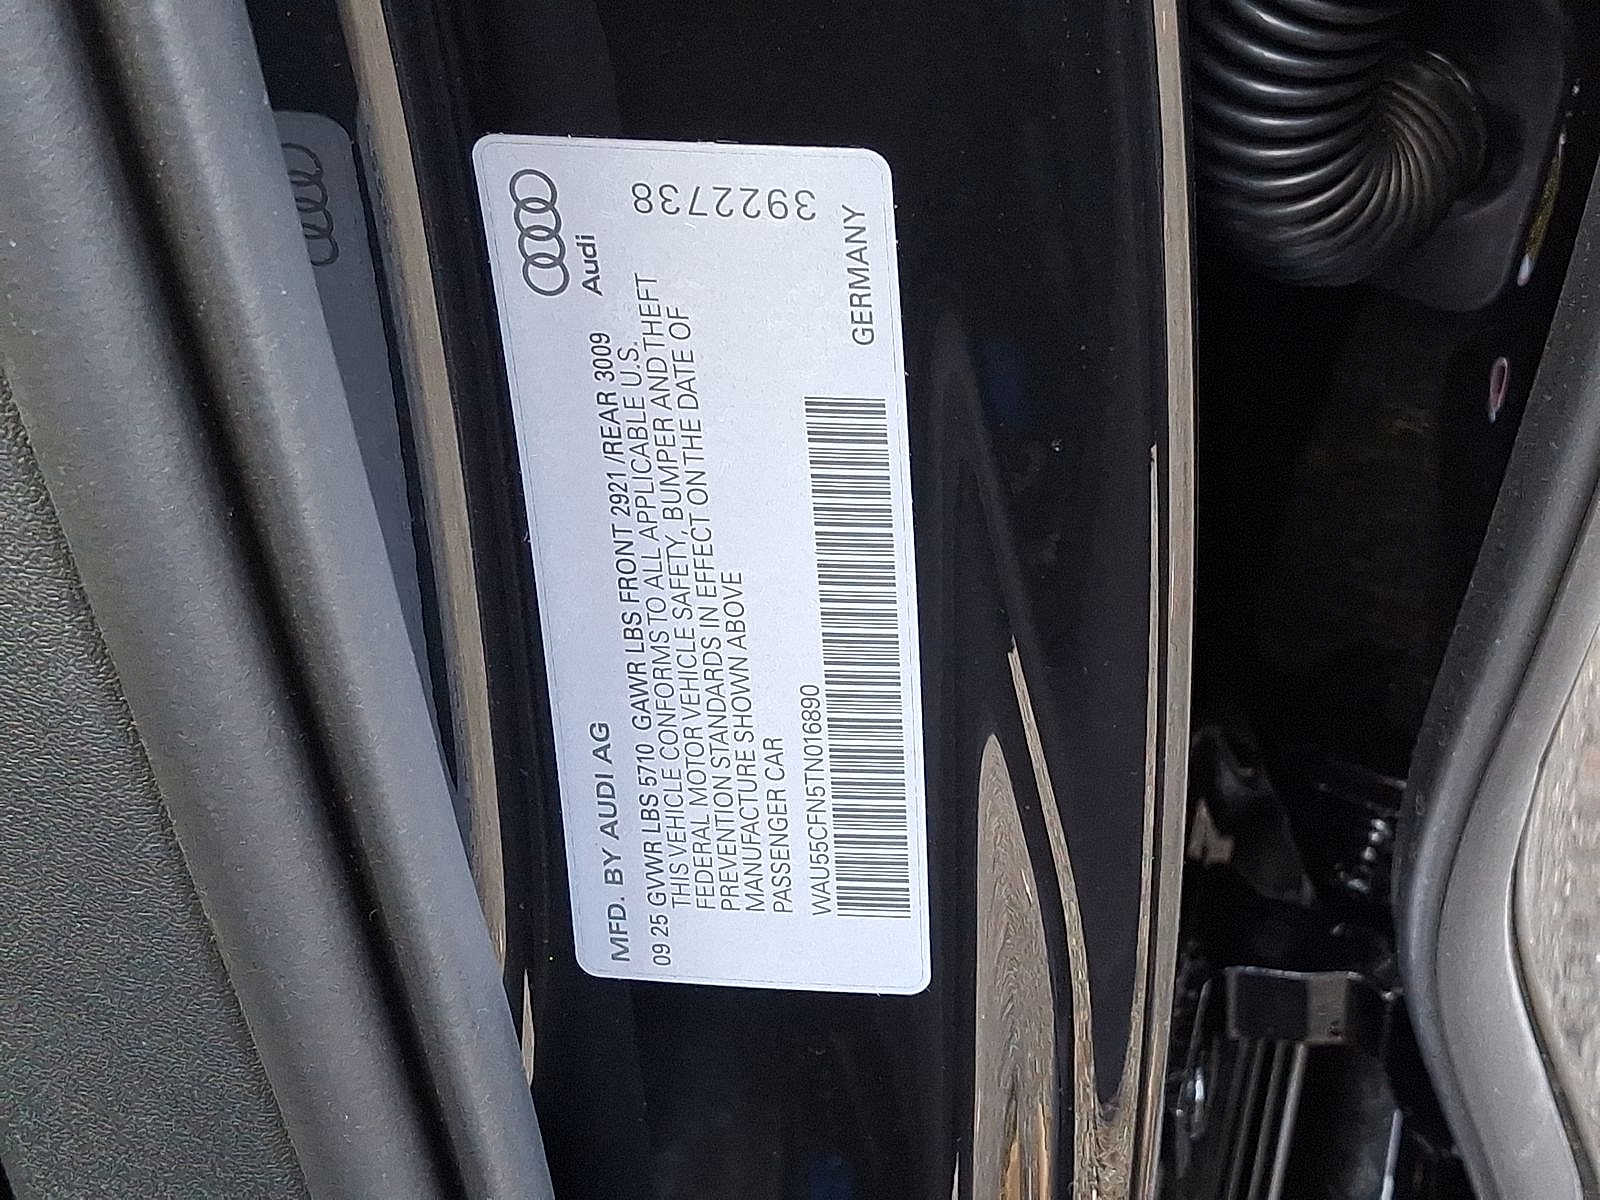 MFD. BY AUDI AG
Audi
09 25 GVWR LBS 5710 GAWR LBS FRONT 2921 /REAR 3009
THIS VEHICLE CONFORMS TO ALL APPLICABLE U.S.
FEDERAL MOTOR VEHICLE SAFETY, BUMPER AND THEFT
PREVENTION STANDARDS IN EFFECT ON THE DATE OF
MANUFACTURE SHOWN ABOVE
PASSENGER CAR
WAU55CFN5TN016890
GERMANY
3922738